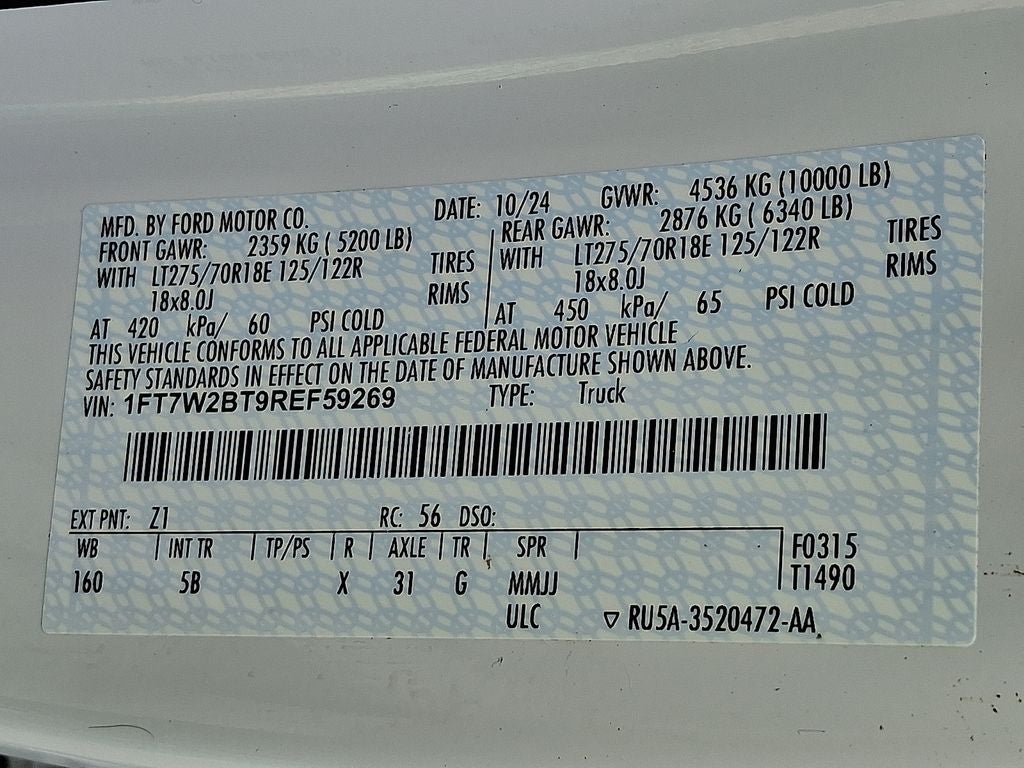 MFD. BY FORD MOTOR CO. DATE: 10/24 GVWR: 4536 KG (10000 LB)
FRONT GAWR: 2359 KG ( 5200 LB) REAR GAWR: 2876 KG ( 6340 LB)
WITH LT275/70R18E 125/122R TIRES WITH LT275/70R18E 125/122R TIRES
18x8.0J RIMS 18x8.0J RIMS
AT 420 kPa/ 60 PSI COLD AT 450 kPa/ 65 PSI COLD
THIS VEHICLE CONFORMS TO ALL APPLICABLE FEDERAL MOTOR VEHICLE
SAFETY STANDARDS IN EFFECT ON THE DATE OF MANUFACTURE SHOWN ABOVE.
VIN: 1FT7W2BT9REF59269 TYPE: Truck
EXT PNT: Z1 RC: 56 DSO:
WB INT TR TP/PS R AXLE TR SPR F0315
160 5B X 31 G MMJJ T1490
ULC ▽ RU5A-3520472-AA